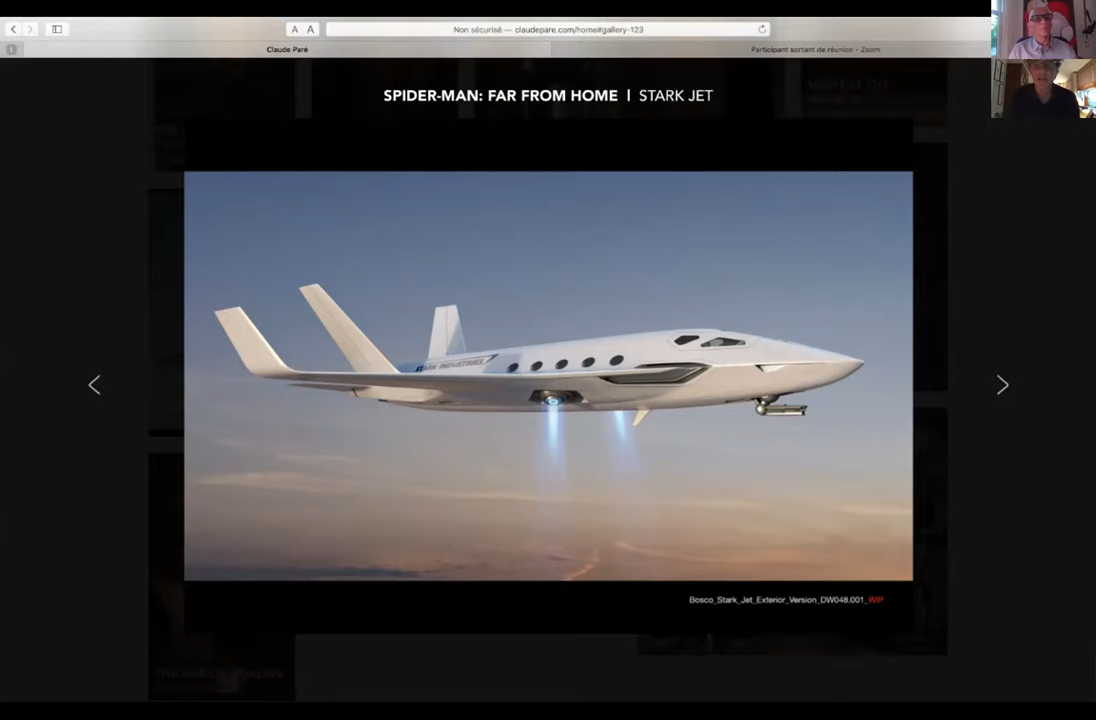 A A
Non sécurisé — claudepare.com/home#gallery-123
Claude Paré
Participant sortant de réunion - Zoom
SPIDER-MAN: FAR FROM HOME | STARK JET
STARK INDUSTRIES
Bosco_Stark_Jet_Exterior_Version_DW048.001_WIP